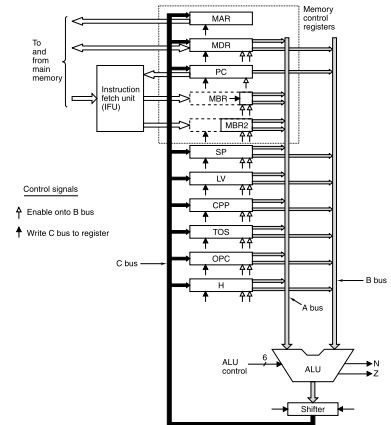 MAR
Memory
control
registers
To
and
from
main
memory
MDR
PC
Instruction
fetch unit
(IFU)
MBR
MBR2
SP
LV
Control signals
Enable onto B bus
CPP
Write C bus to register
TOS
C bus
OPC
B bus
H
A bus
ALU
control
6
ALU
N
Z
Shifter